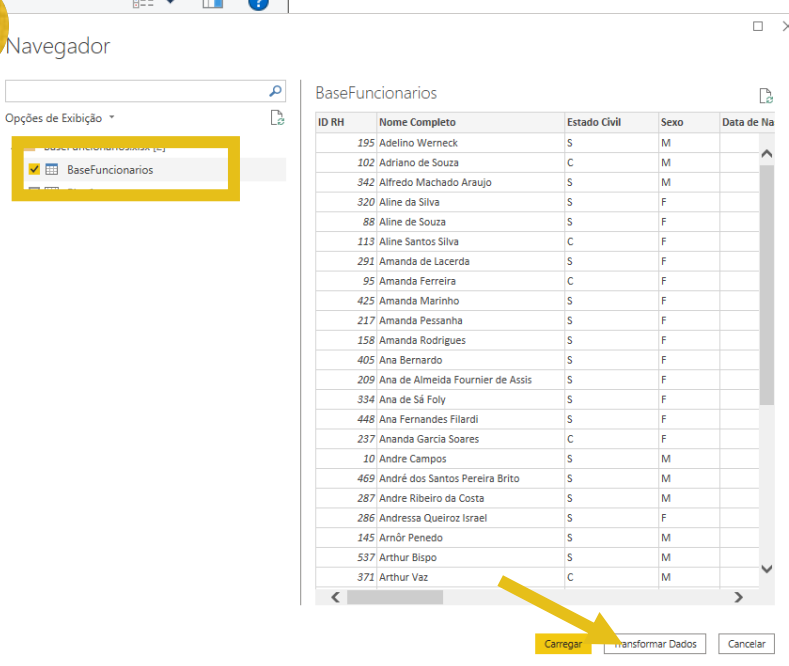 ?
Navegador
BaseFuncionarios
Opções de Exibição
ID RH Nome Completo Estado Civil Sexo Data de Na
BaseFuncionarios
195 Adelino Werneck S M
102 Adriano de Souza C M
342 Alfredo Machado Araujo S M
320 Aline da Silva S F
88 Aline de Souza S F
113 Aline Santos Silva C F
291 Amanda de Lacerda S F
95 Amanda Ferreira C F
425 Amanda Marinho S F
217 Amanda Pessanha S F
158 Amanda Rodrigues S F
405 Ana Bernardo S F
209 Ana de Almeida Fournier de Assis S F
334 Ana de Sá Foly S F
448 Ana Fernandes Filardi S F
237 Ananda Garcia Soares C F
10 Andre Campos S M
469 André dos Santos Pereira Brito S M
287 Andre Ribeiro da Costa S M
286 Andressa Queiroz Israel S F
145 Arnôr Penedo S M
537 Arthur Bispo S M
371 Arthur Vaz C M
Carregar Transformar Dados Cancelar